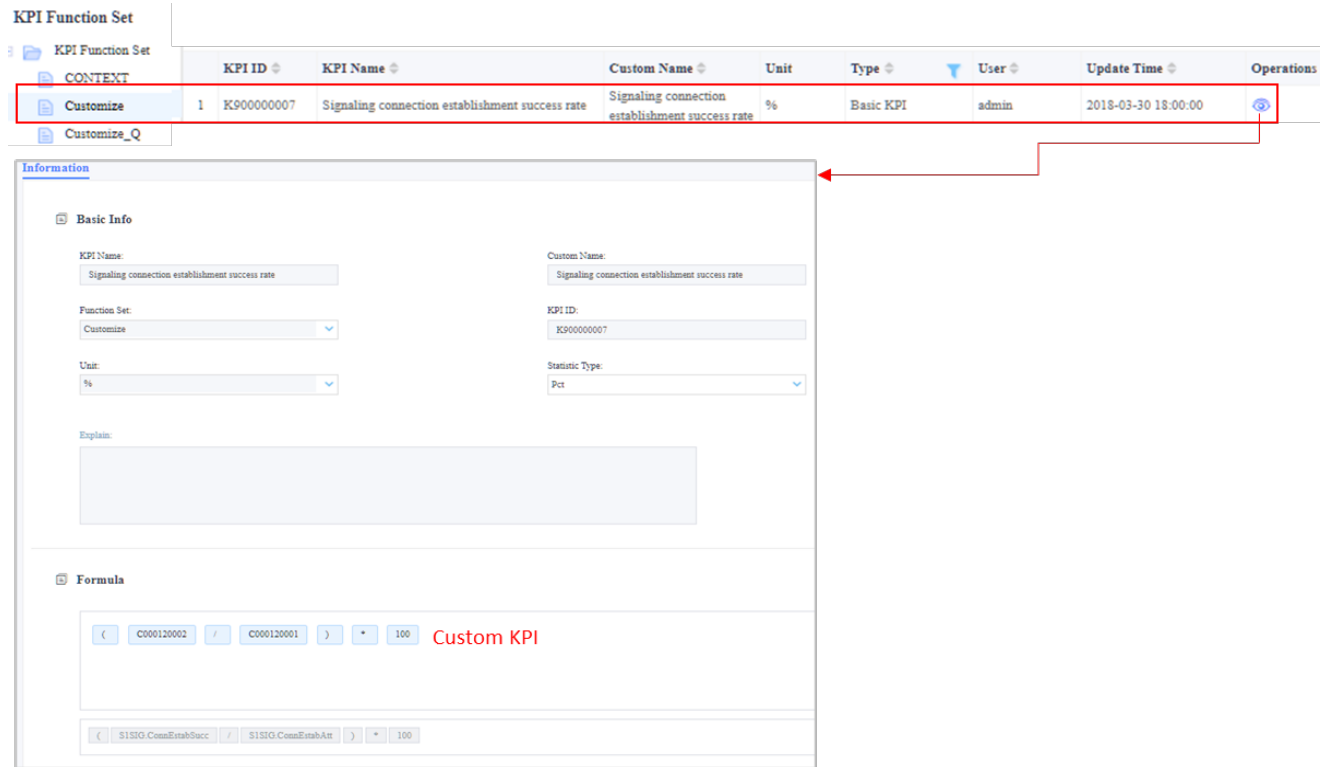 KPI Function Set
KPI Function Set
CONTEXT
Customize
Customize_Q
KPI ID KPI Name Custom Name Unit Type User Update Time Operations
1 K900000007 Signaling connection establishment success rate Signaling connection establishment success rate % Basic KPI admin 2018-03-30 18:00:00
Information
Basic Info
KPI Name: Custom Name:
Signaling connection establishment success rate Signaling connection establishment success rate
Function Set: KPI ID:
Customize K900000007
Unit: Statistic Type:
% Pct
Explain:
Formula
( C000120002 / C000120001 ) * 100 Custom KPI
( S1SIG.ConnEstabSucc / S1SIG.ConnEstabAtt ) * 100